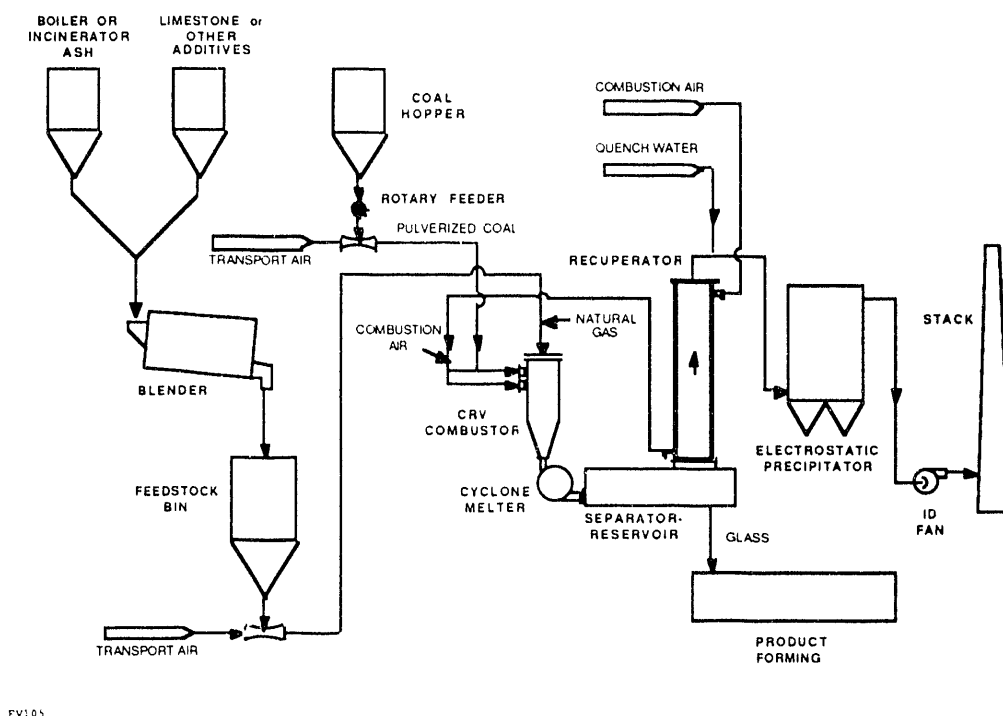 BOILER OR
INCINERATOR
ASH
LIMESTONE or
OTHER
ADDITIVES
COAL
HOPPER
COMBUSTION AIR
QUENCH WATER
ROTARY FEEDER
PULVERIZED COAL
TRANSPORT AIR
RECUPERATOR
NATURAL
GAS
COMBUSTION
AIR
STACK
BLENDER
CRV
COMBUSTOR
ELECTROSTATIC
PRECIPITATOR
FEEDSTOCK
BIN
CYCLONE
MELTER
SEPARATOR-
RESERVOIR
GLASS
ID
FAN
TRANSPORT AIR
PRODUCT
FORMING
FV105